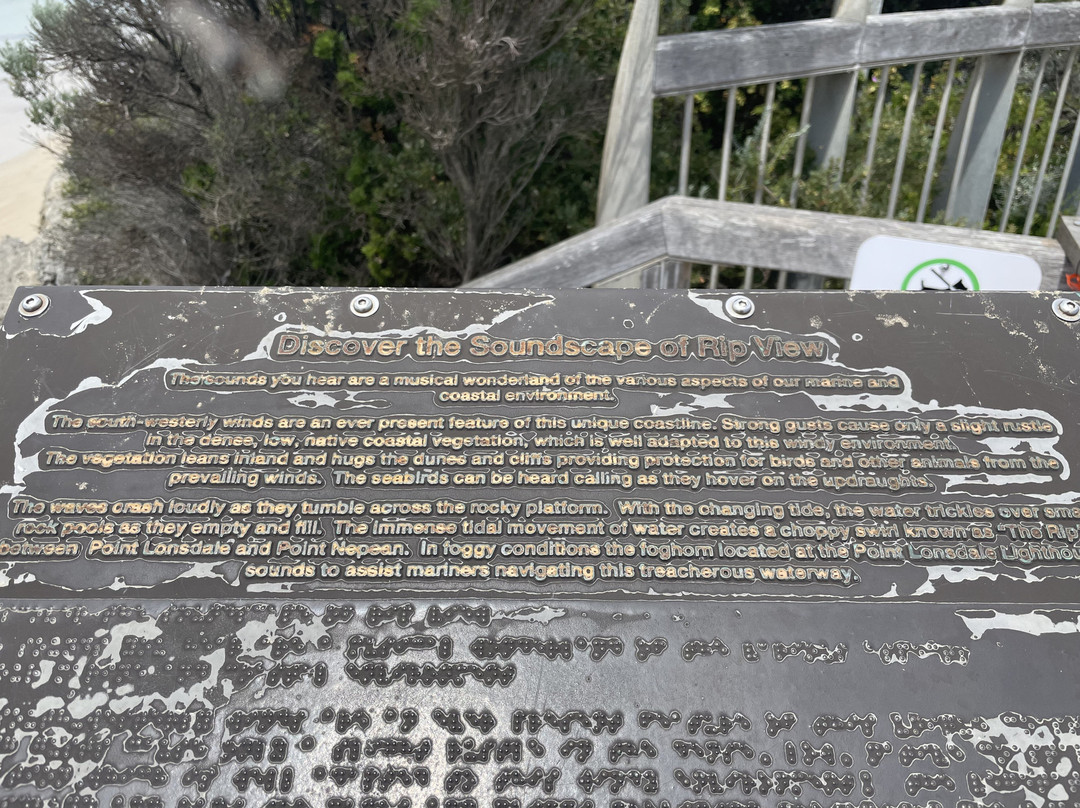 Discover the Soundscape of Rip View
The sounds you hear are a musical wonderland of the various aspects of our marine and
coastal environment.
The south-westerly winds are an ever present feature of this unique coastline. Strong gusts cause only a slight rustle
in the dense, low, native coastal vegetation, which is well adapted to this windy environment.
The vegetation leans inland and hugs the dunes and cliffs providing protection for birds and other animals from the
prevailing winds. The seabirds can be heard calling as they hover on the updraughts.
The waves crash loudly as they tumble across the rocky platform. With the changing tide, the water trickles over
rock pools as they empty and fill. The immense tidal movement of water creates a choppy swirl known as 'The Rip'
between Point Lonsdale and Point Nepean. In foggy conditions the foghorn located at the Point Lonsdale
sounds to assist mariners navigating this treacherous waterway.